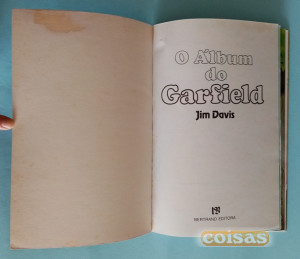 O Álbum
do
Garfield
Jim Davis
BERTRAND EDITORA
coisas